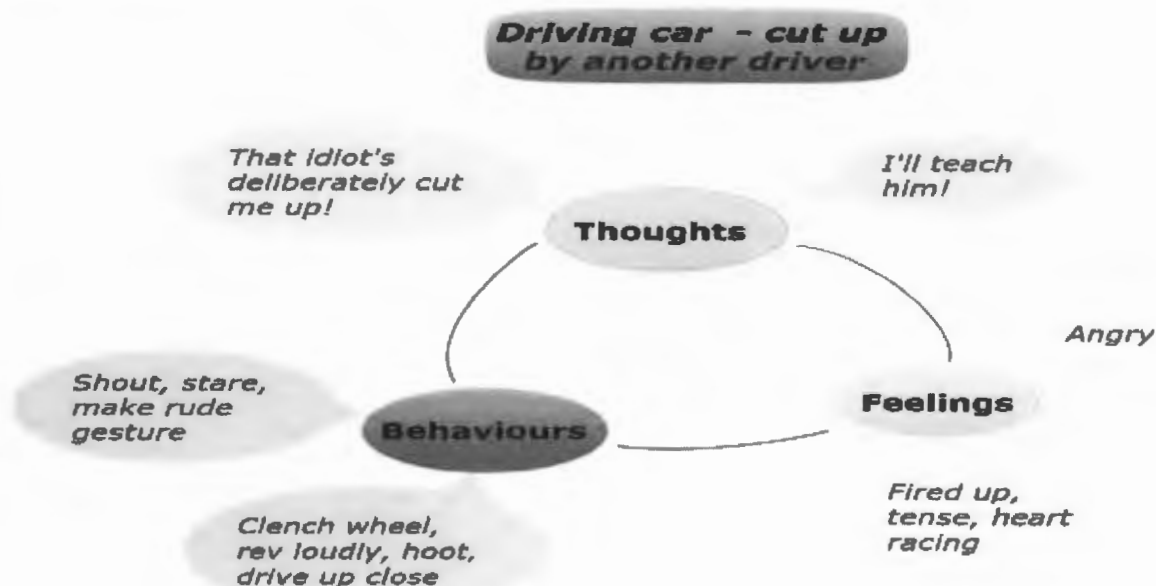 Driving car - cut up
by another driver
That idiot's
deliberately cut
me up!
I'll teach
him!
Thoughts
Angry
Shout, stare,
make rude
gesture
Behaviours
Feelings
Clench wheel,
rev loudly, hoot,
drive up close
Fired up,
tense, heart
racing